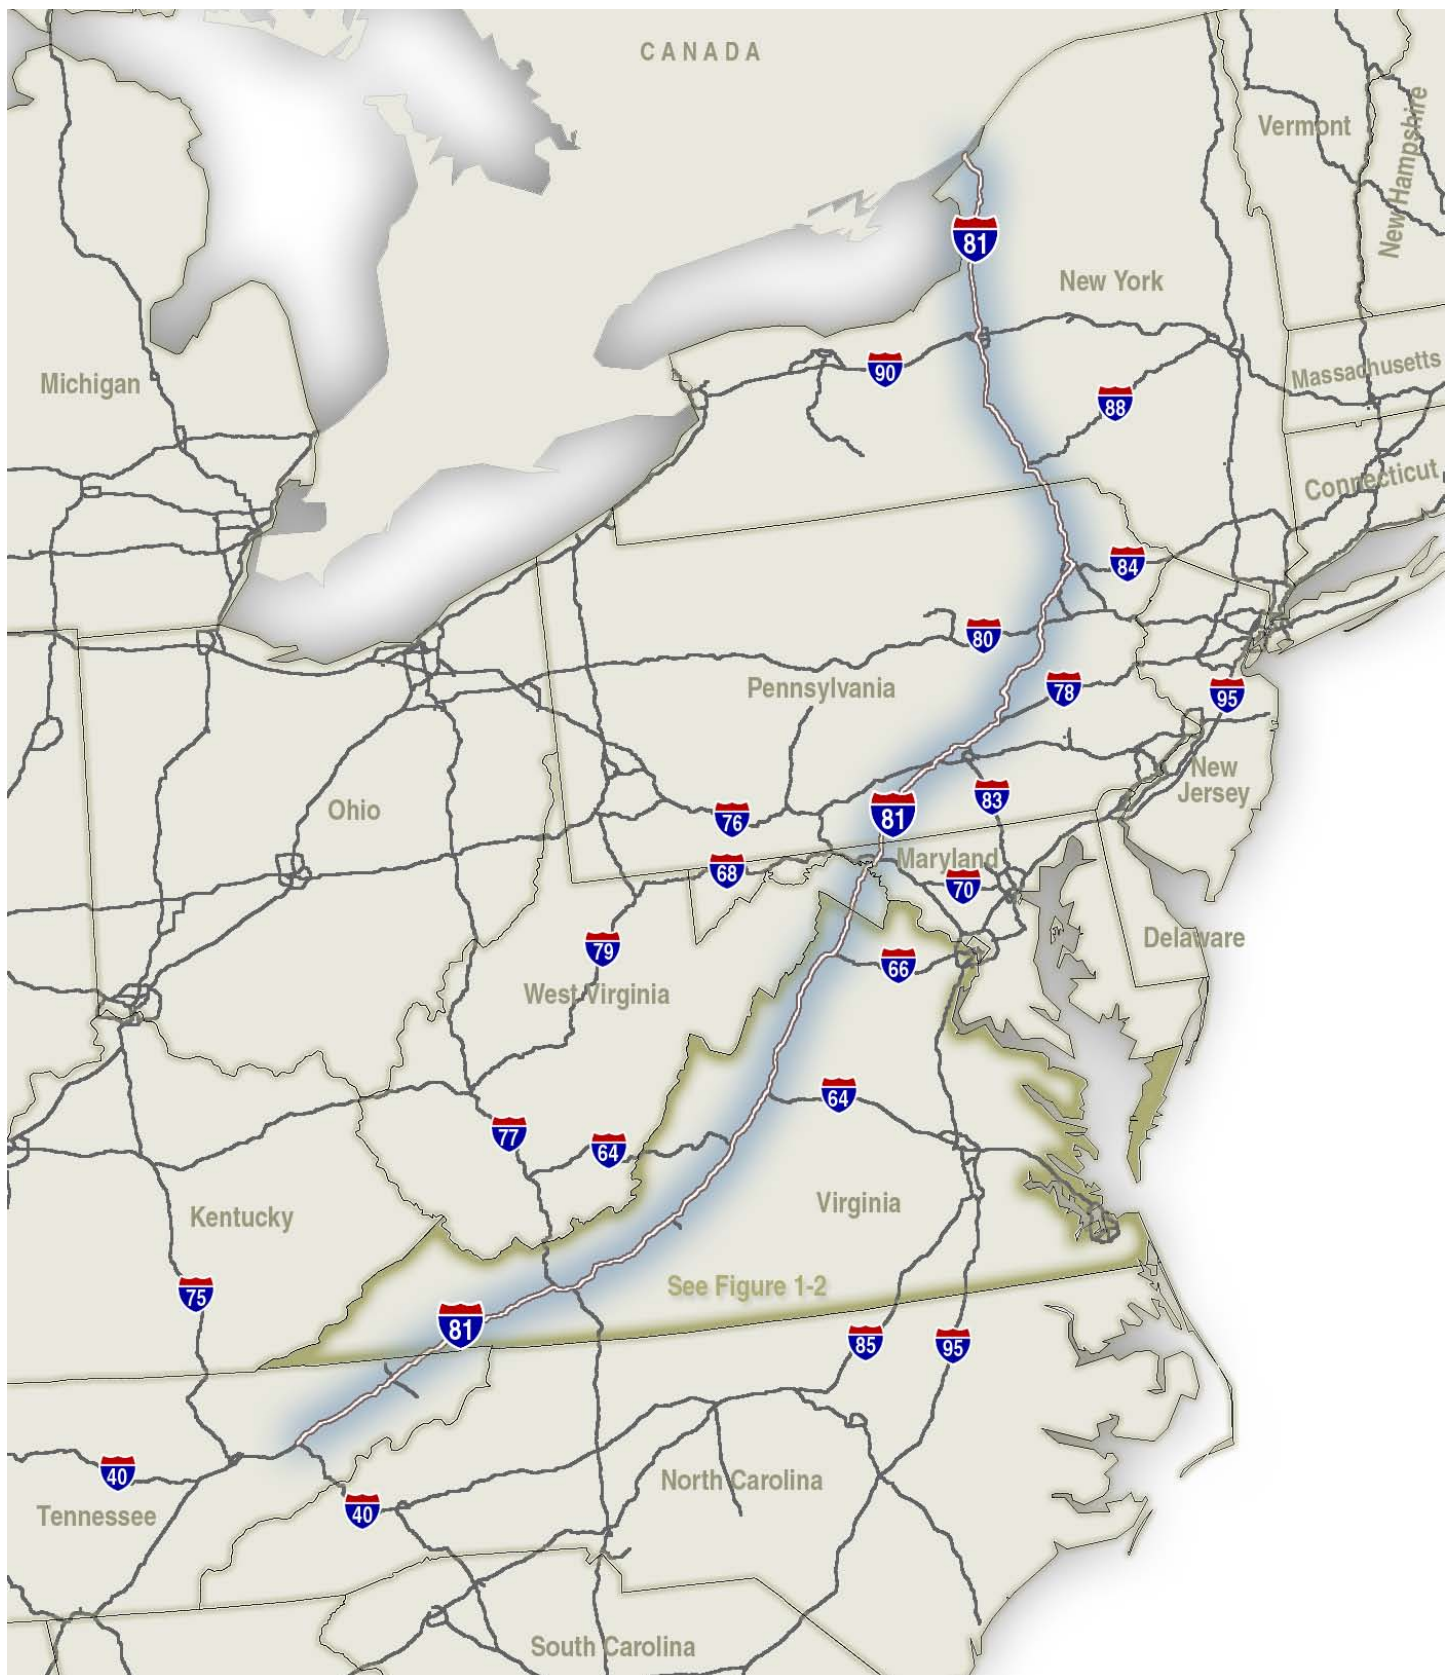 CANADA
Vermont
New Hampshire
81
New York
90
Massachusetts
Michigan
88
Connecticut
84
80
Pennsylvania
78
95
New
Jersey
83
Ohio
76
81
Maryland
68
70
79
66
Delaware
West Virginia
64
77
64
Virginia
Kentucky
See Figure 1-2
75
81
85
95
40
North Carolina
40
Tennessee
South Carolina